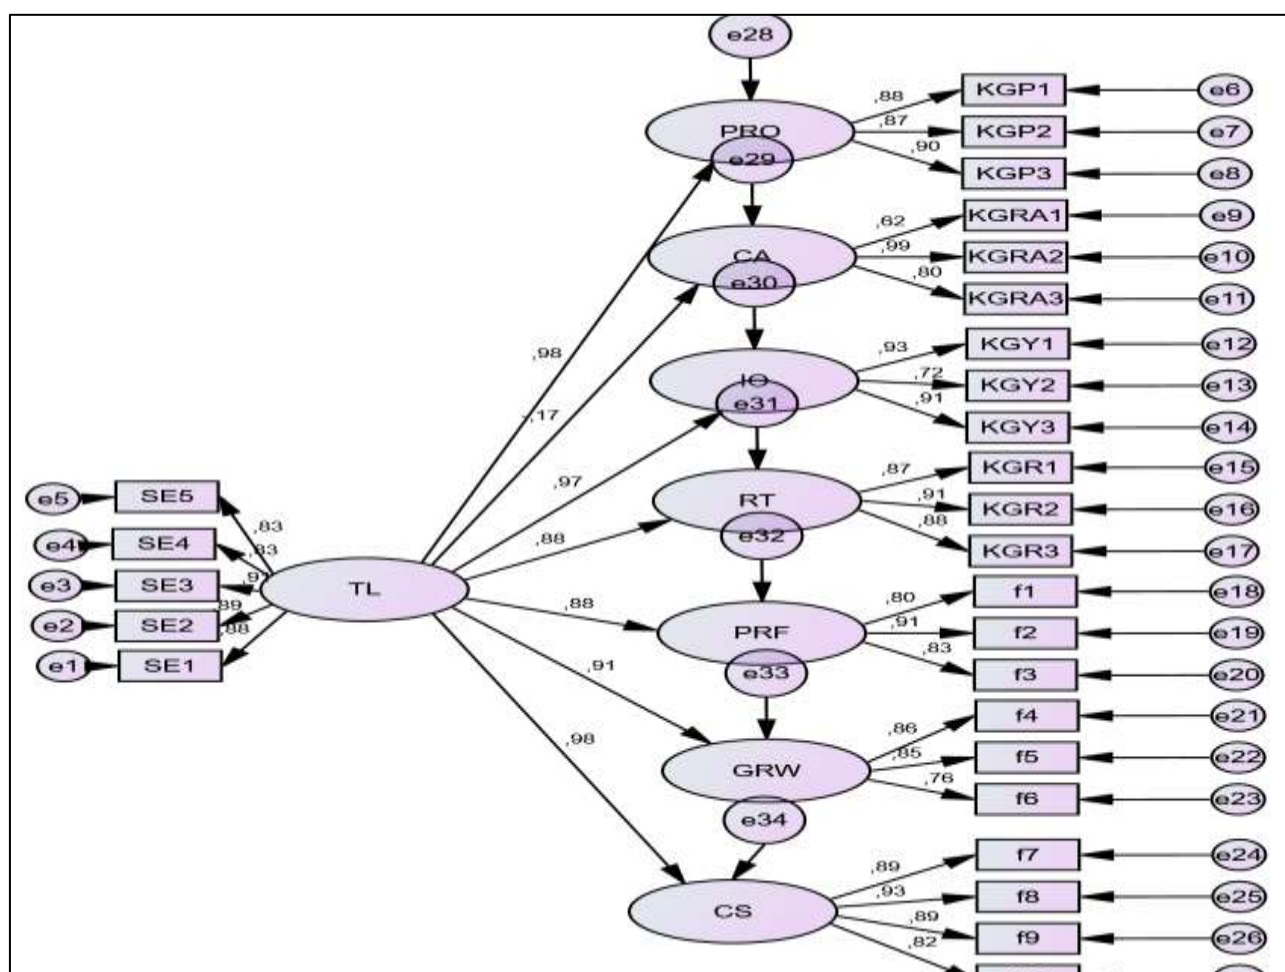 e28
PRO
e29
,88
KGP1
e6
,87
KGP2
e7
,90
KGP3
e8
CA
e30
,62
KGRA1
e9
,99
KGRA2
e10
,80
KGRA3
e11
IO
e31
,93
KGY1
e12
,72
KGY2
e13
,91
KGY3
e14
,98
-,17
,97
,88
,88
,91
,98
RT
e32
,87
KGR1
e15
,91
KGR2
e16
,88
KGR3
e17
e5
SE5
,83
e4
SE4
,83
e3
SE3
,9
e2
SE2
,89
e1
SE1
,88
TL
PRF
e33
,80
f1
e18
,91
f2
e19
,83
f3
e20
GRW
e34
,86
f4
e21
,85
f5
e22
,76
f6
e23
CS
,89
f7
e24
,93
f8
e25
,89
f9
e26
,82